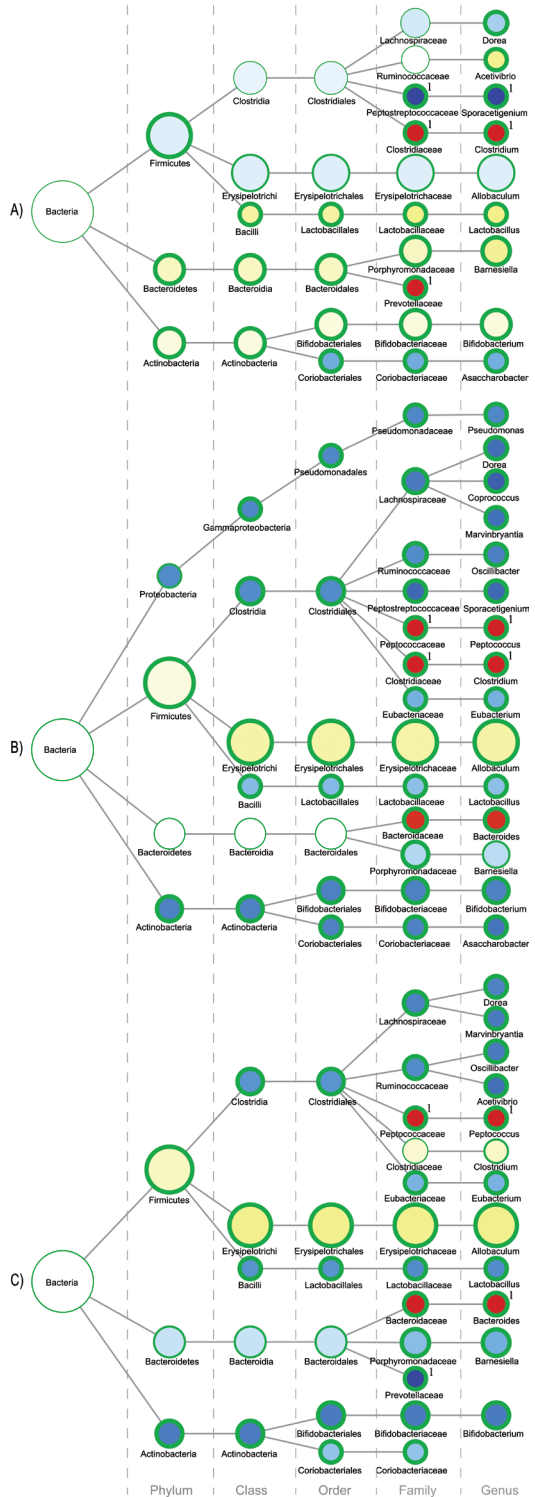 Lachnospiraceae Dorea
Clostridia Clostridiales Ruminococcaceae Acetivibrio
1 1
Peptostreptococcaceae Sporacetigenium
1 1
Firmicutes Clostridiaceae Clostridium
A) Bacteria Erysipelotrichi Erysipelotrichales Erysipelotrichaceae Allobaculum
Bacilli Lactobacillales Lactobacillaceae Lactobacillus
Bacteroidetes Bacteroidia Bacteroidales Porphyromonadaceae Barnesiella
1
Prevotellaceae
Actinobacteria Actinobacteria Bifidobacteriales Bifidobacteriaceae Bifidobacterium
Coriobacteriales Coriobacteriaceae Asaccharobacter
Pseudomonadales Pseudomonadaceae Pseudomonas
Dorea
Lachnospiraceae Coprococcus
Gammaproteobacteria Marvinbryantia
Proteobacteria Ruminococcaceae Oscillibacter
Clostridia Clostridiales Peptostreptococcaceae Sporacetigenium
1 1
Peptococcaceae Peptococcus
1 1
Clostridiaceae Clostridium
Firmicutes Eubacteriaceae Eubacterium
B) Bacteria Erysipelotrichi Erysipelotrichales Erysipelotrichaceae Allobaculum
Bacilli Lactobacillales Lactobacillaceae Lactobacillus
Bacteroidetes Bacteroidia Bacteroidales Bacteroidaceae Bacteroides
Porphyromonadaceae Barnesiella
Actinobacteria Actinobacteria Bifidobacteriales Bifidobacteriaceae Bifidobacterium
Coriobacteriales Coriobacteriaceae Asaccharobacter
Dorea
Lachnospiraceae Marvinbryantia
Oscillibacter
Clostridia Clostridiales Ruminococcaceae Acetivibrio
1 1
Peptococcaceae Peptococcus
Clostridiaceae Clostridium
Firmicutes Eubacteriaceae Eubacterium
Erysipelotrichi Erysipelotrichales Erysipelotrichaceae Allobaculum
C) Bacteria Bacilli Lactobacillales Lactobacillaceae Lactobacillus
1
Bacteroidaceae Bacteroides
Bacteroidetes Bacteroidia Bacteroidales Porphyromonadaceae Barnesiella
1
Prevotellaceae
Actinobacteria Actinobacteria Bifidobacteriales Bifidobacteriaceae Bifidobacterium
Coriobacteriales Coriobacteriaceae
Phylum Class Order Family Genus